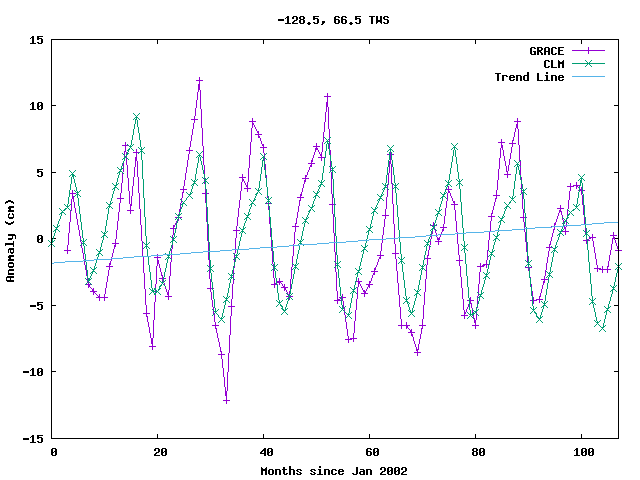 -128.5, 66.5 TWS
GRACE
CLM
Trend Line
15
10
5
0
-5
-10
-15
Anomaly (cm)
0 20 40 60 80 100
Months since Jan 2002